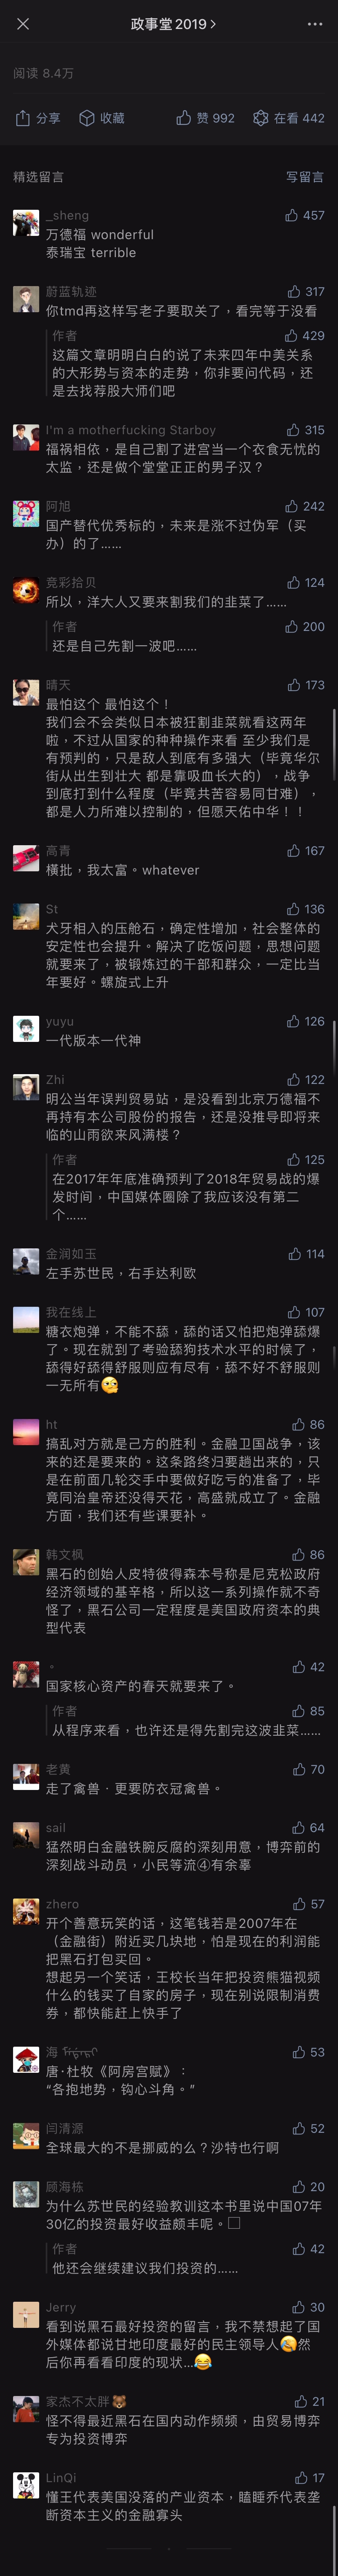 政事堂2019
阅读 8.4万
分享
收藏
赞 992
在看 442
精选留言
写留言
_sheng
457
万德福 wonderful
泰瑞宝 terrible
蔚蓝轨迹
317
你tmd再这样写老子要取关了，看完等于没看
作者
429
这篇文章明明白白的说了未来四年中美关系
的大形势与资本的走势，你非要问代码，还
是去找荐股大师们吧
I'm a motherfucking Starboy
315
福祸相依，是自己割了进宫当一个衣食无忧的
太监，还是做个堂堂正正的男子汉？
阿旭
242
国产替代优秀标的，未来是涨不过伪军（买
办）的了……
竞彩拾贝
124
所以，洋大人又要来割我们的韭菜了……
作者
200
还是自己先割一波吧……
晴天
173
最怕这个 最怕这个！
我们会不会类似日本被狂割韭菜就看这两年
啦，不过从国家的种种操作来看 至少我们是
有预判的，只是敌人到底有多强大（毕竟华尔
街从出生到壮大 都是靠吸血长大的），战争
到底打到什么程度（毕竟共苦容易同甘难），
都是人力所难以控制的，但愿天佑中华！！
高青
167
横批，我太富。whatever
St
136
犬牙相入的压舱石，确定性增加，社会整体的
安定性也会提升。解决了吃饭问题，思想问题
就要来了，被锻炼过的干部和群众，一定比当
年要好。螺旋式上升
yuyu
126
一代版本一代神
Zhi
122
明公当年误判贸易站，是没看到北京万德福不
再持有本公司股份的报告，还是没推导即将来
临的山雨欲来风满楼？
作者
125
在2017年年底准确预判了2018年贸易战的爆
发时间，中国媒体圈除了我应该没有第二
个……
金润如玉
114
左手苏世民，右手达利欧
我在线上
107
糖衣炮弹，不能不舔，舔的话又怕把炮弹舔爆
了。现在就到了考验舔狗技术水平的时候了，
舔得好舔得舒服则应有尽有，舔不好不舒服则
一无所有🤔
ht
86
搞乱对方就是己方的胜利。金融卫国战争，该
来的还是要来的。这条路终归要趟出来的，只
是在前面几轮交手中要做好吃亏的准备了，毕
竟同治皇帝还没得天花，高盛就成立了。金融
方面，我们还有些课要补。
韩文枫
86
黑石的创始人皮特彼得森本号称是尼克松政府
经济领域的基辛格，所以这一系列操作就不奇
怪了，黑石公司一定程度是美国政府资本的典
型代表
。
42
国家核心资产的春天就要来了。
作者
85
从程序来看，也许还是得先割完这波韭菜……
老黄
70
走了禽兽·更要防衣冠禽兽。
sail
64
猛然明白金融铁腕反腐的深刻用意，博弈前的
深刻战斗动员，小民等流④有余辜
zhero
57
开个善意玩笑的话，这笔钱若是2007年在
（金融街）附近买几块地，怕是现在的利润能
把黑石打包买回。
想起另一个笑话，王校长当年把投资熊猫视频
什么的钱买了自家的房子，现在别说限制消费
券，都快能赶上快手了
海
53
唐·杜牧《阿房宫赋》：
“各抱地势，钩心斗角。”
闫清源
52
全球最大的不是挪威的么？沙特也行啊
顾海栋
20
为什么苏世民的经验教训这本书里说中国07年
30亿的投资最好收益颇丰呢。□
作者
42
他还会继续建议我们投资的……
Jerry
30
看到说黑石最好投资的留言，我不禁想起了国
外媒体都说甘地印度最好的民主领导人🤣然
后你再看看印度的现状…😂
家杰不太胖🐻
21
怪不得最近黑石在国内动作频频，由贸易博弈
专为投资博弈
LinQi
17
懂王代表美国没落的产业资本，瞌睡乔代表垄
断资本主义的金融寡头